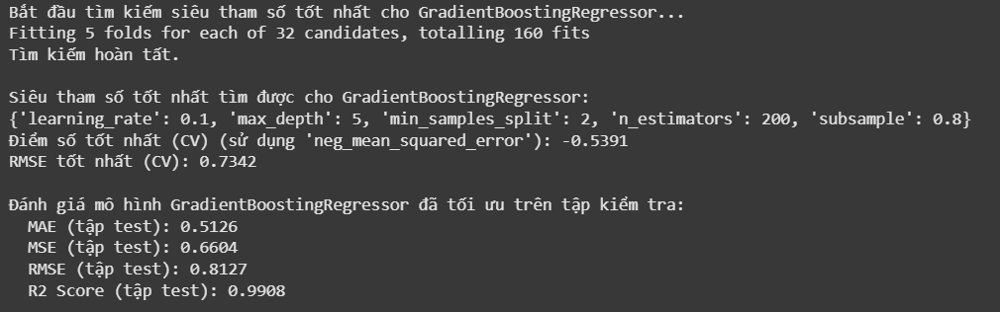 Bắt đầu tìm kiếm siêu tham số tốt nhất cho GradientBoostingRegressor...
Fitting 5 folds for each of 32 candidates, totalling 160 fits
Tìm kiếm hoàn tất.

Siêu tham số tốt nhất tìm được cho GradientBoostingRegressor:
{'learning_rate': 0.1, 'max_depth': 5, 'min_samples_split': 2, 'n_estimators': 200, 'subsample': 0.8}
Điểm số tốt nhất (CV) (sử dụng 'neg_mean_squared_error'): -0.5391
RMSE tốt nhất (CV): 0.7342

Đánh giá mô hình GradientBoostingRegressor đã tối ưu trên tập kiểm tra:
  MAE (tập test): 0.5126
  MSE (tập test): 0.6604
  RMSE (tập test): 0.8127
  R2 Score (tập test): 0.9908